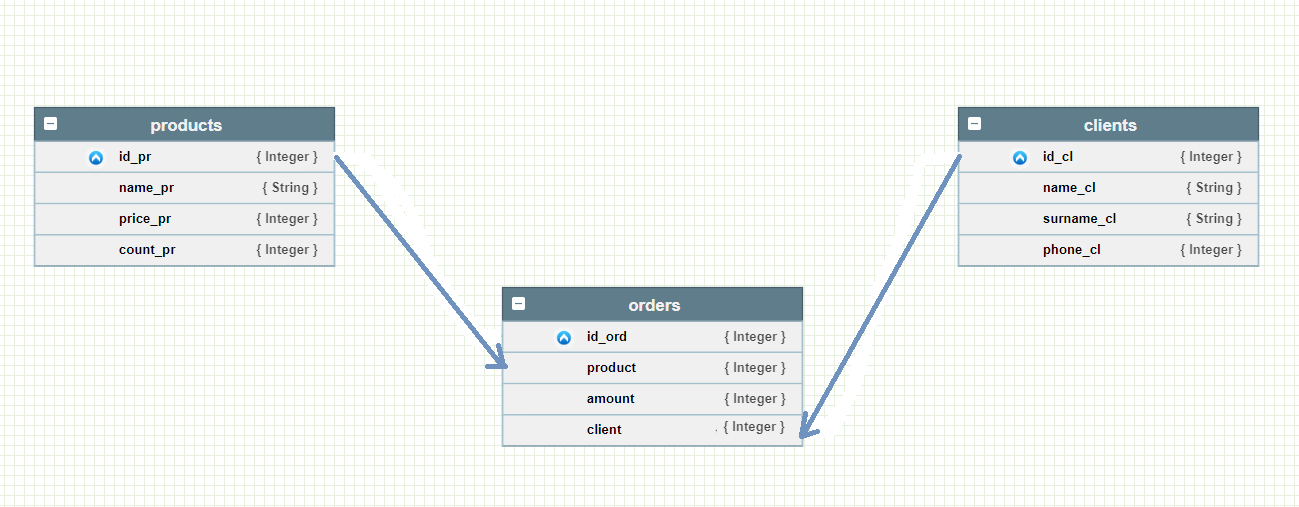 products
id_pr { Integer }
name_pr { String }
price_pr { Integer }
count_pr { Integer }
clients
id_cl { Integer }
name_cl { String }
surname_cl { String }
phone_cl { Integer }
orders
id_ord { Integer }
product { Integer }
amount { Integer }
client { Integer }